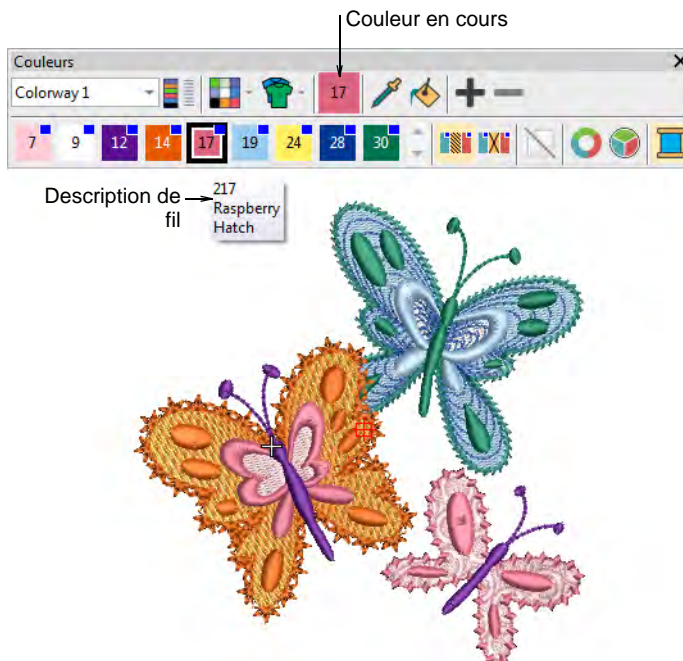 Couleur en cours
Couleurs
Colorway 1
17
7 9 12 14 17 19 24 28 30
Description de fil
217
Raspberry
Hatch